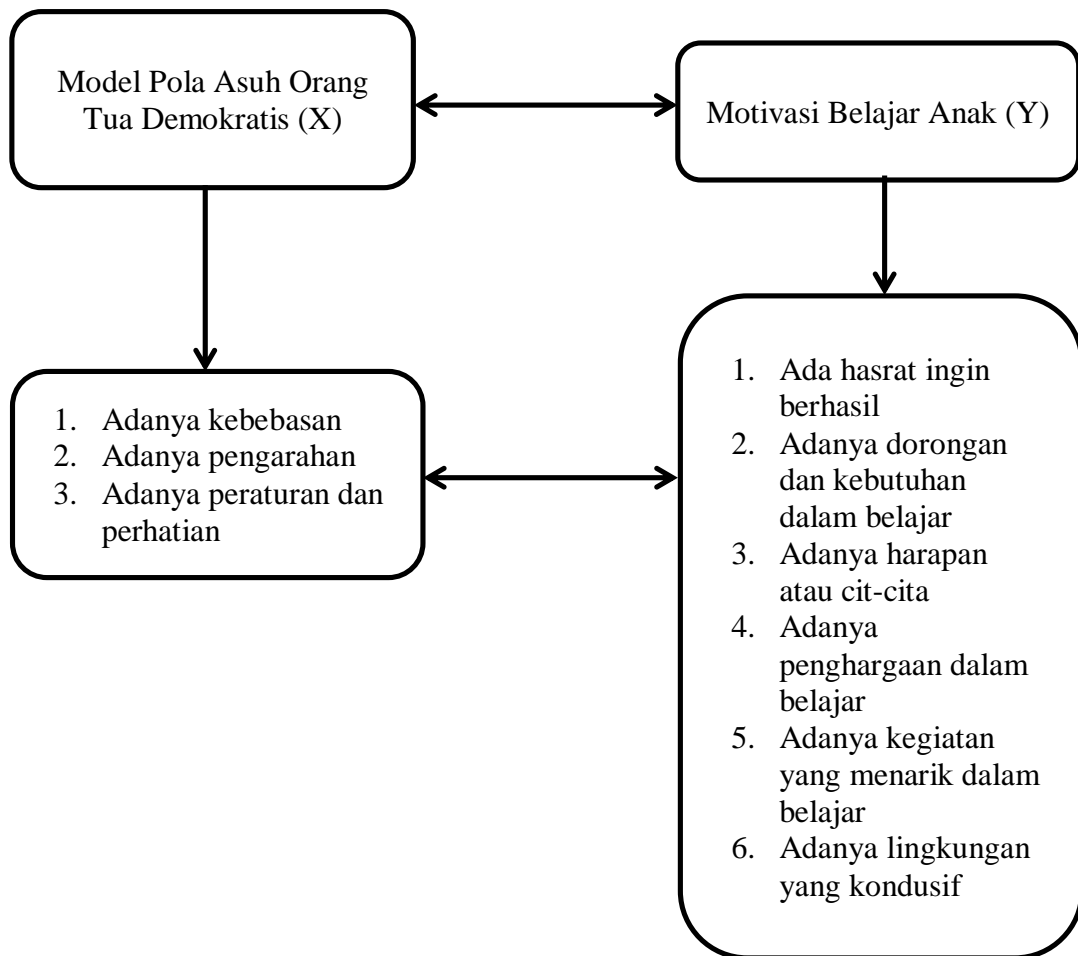 Model Pola Asuh Orang
Tua Demokratis (X)
Motivasi Belajar Anak (Y)
1. Adanya kebebasan
2. Adanya pengarahan
3. Adanya peraturan dan
perhatian
1. Ada hasrat ingin
berhasil
2. Adanya dorongan
dan kebutuhan
dalam belajar
3. Adanya harapan
atau cit-cita
4. Adanya
penghargaan dalam
belajar
5. Adanya kegiatan
yang menarik dalam
belajar
6. Adanya lingkungan
yang kondusif